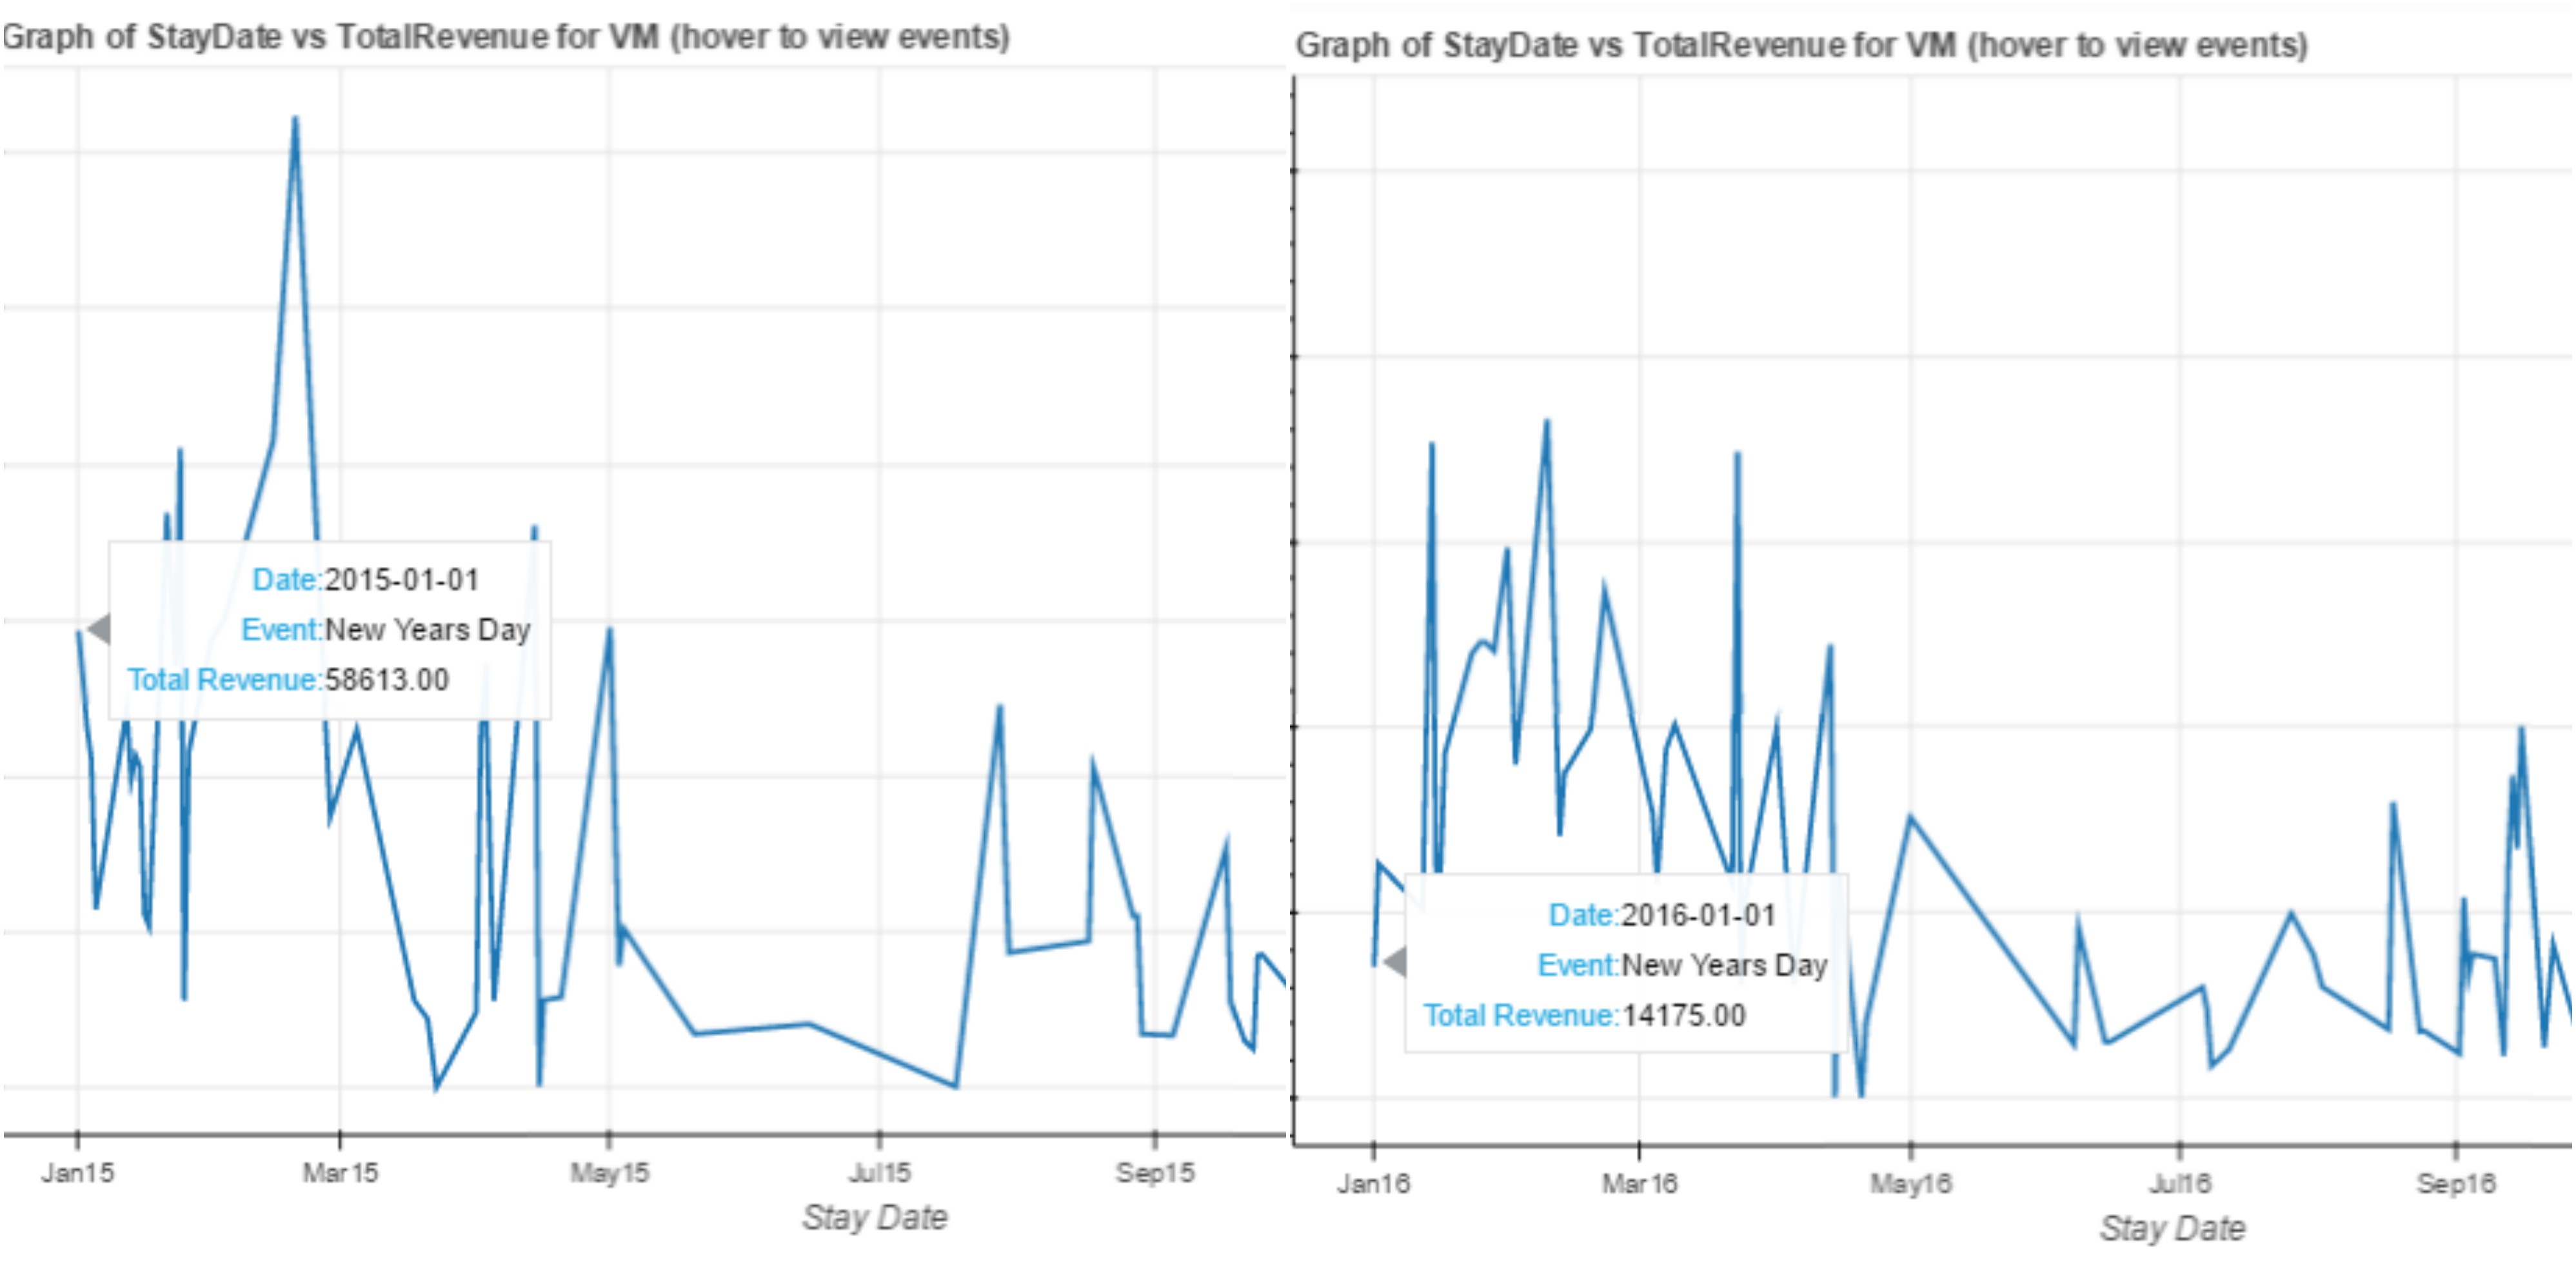 Graph of StayDate vs TotalRevenue for VM (hover to view events)
Date:2015-01-01
Event:New Years Day
Total Revenue:58613.00
Jan15 Mar15 May15 Jul15 Sep15
Stay Date
Graph of StayDate vs TotalRevenue for VM (hover to view events)
Date:2016-01-01
Event:New Years Day
Total Revenue:14175.00
Jan16 Mar16 May16 Jul16 Sep16
Stay Date